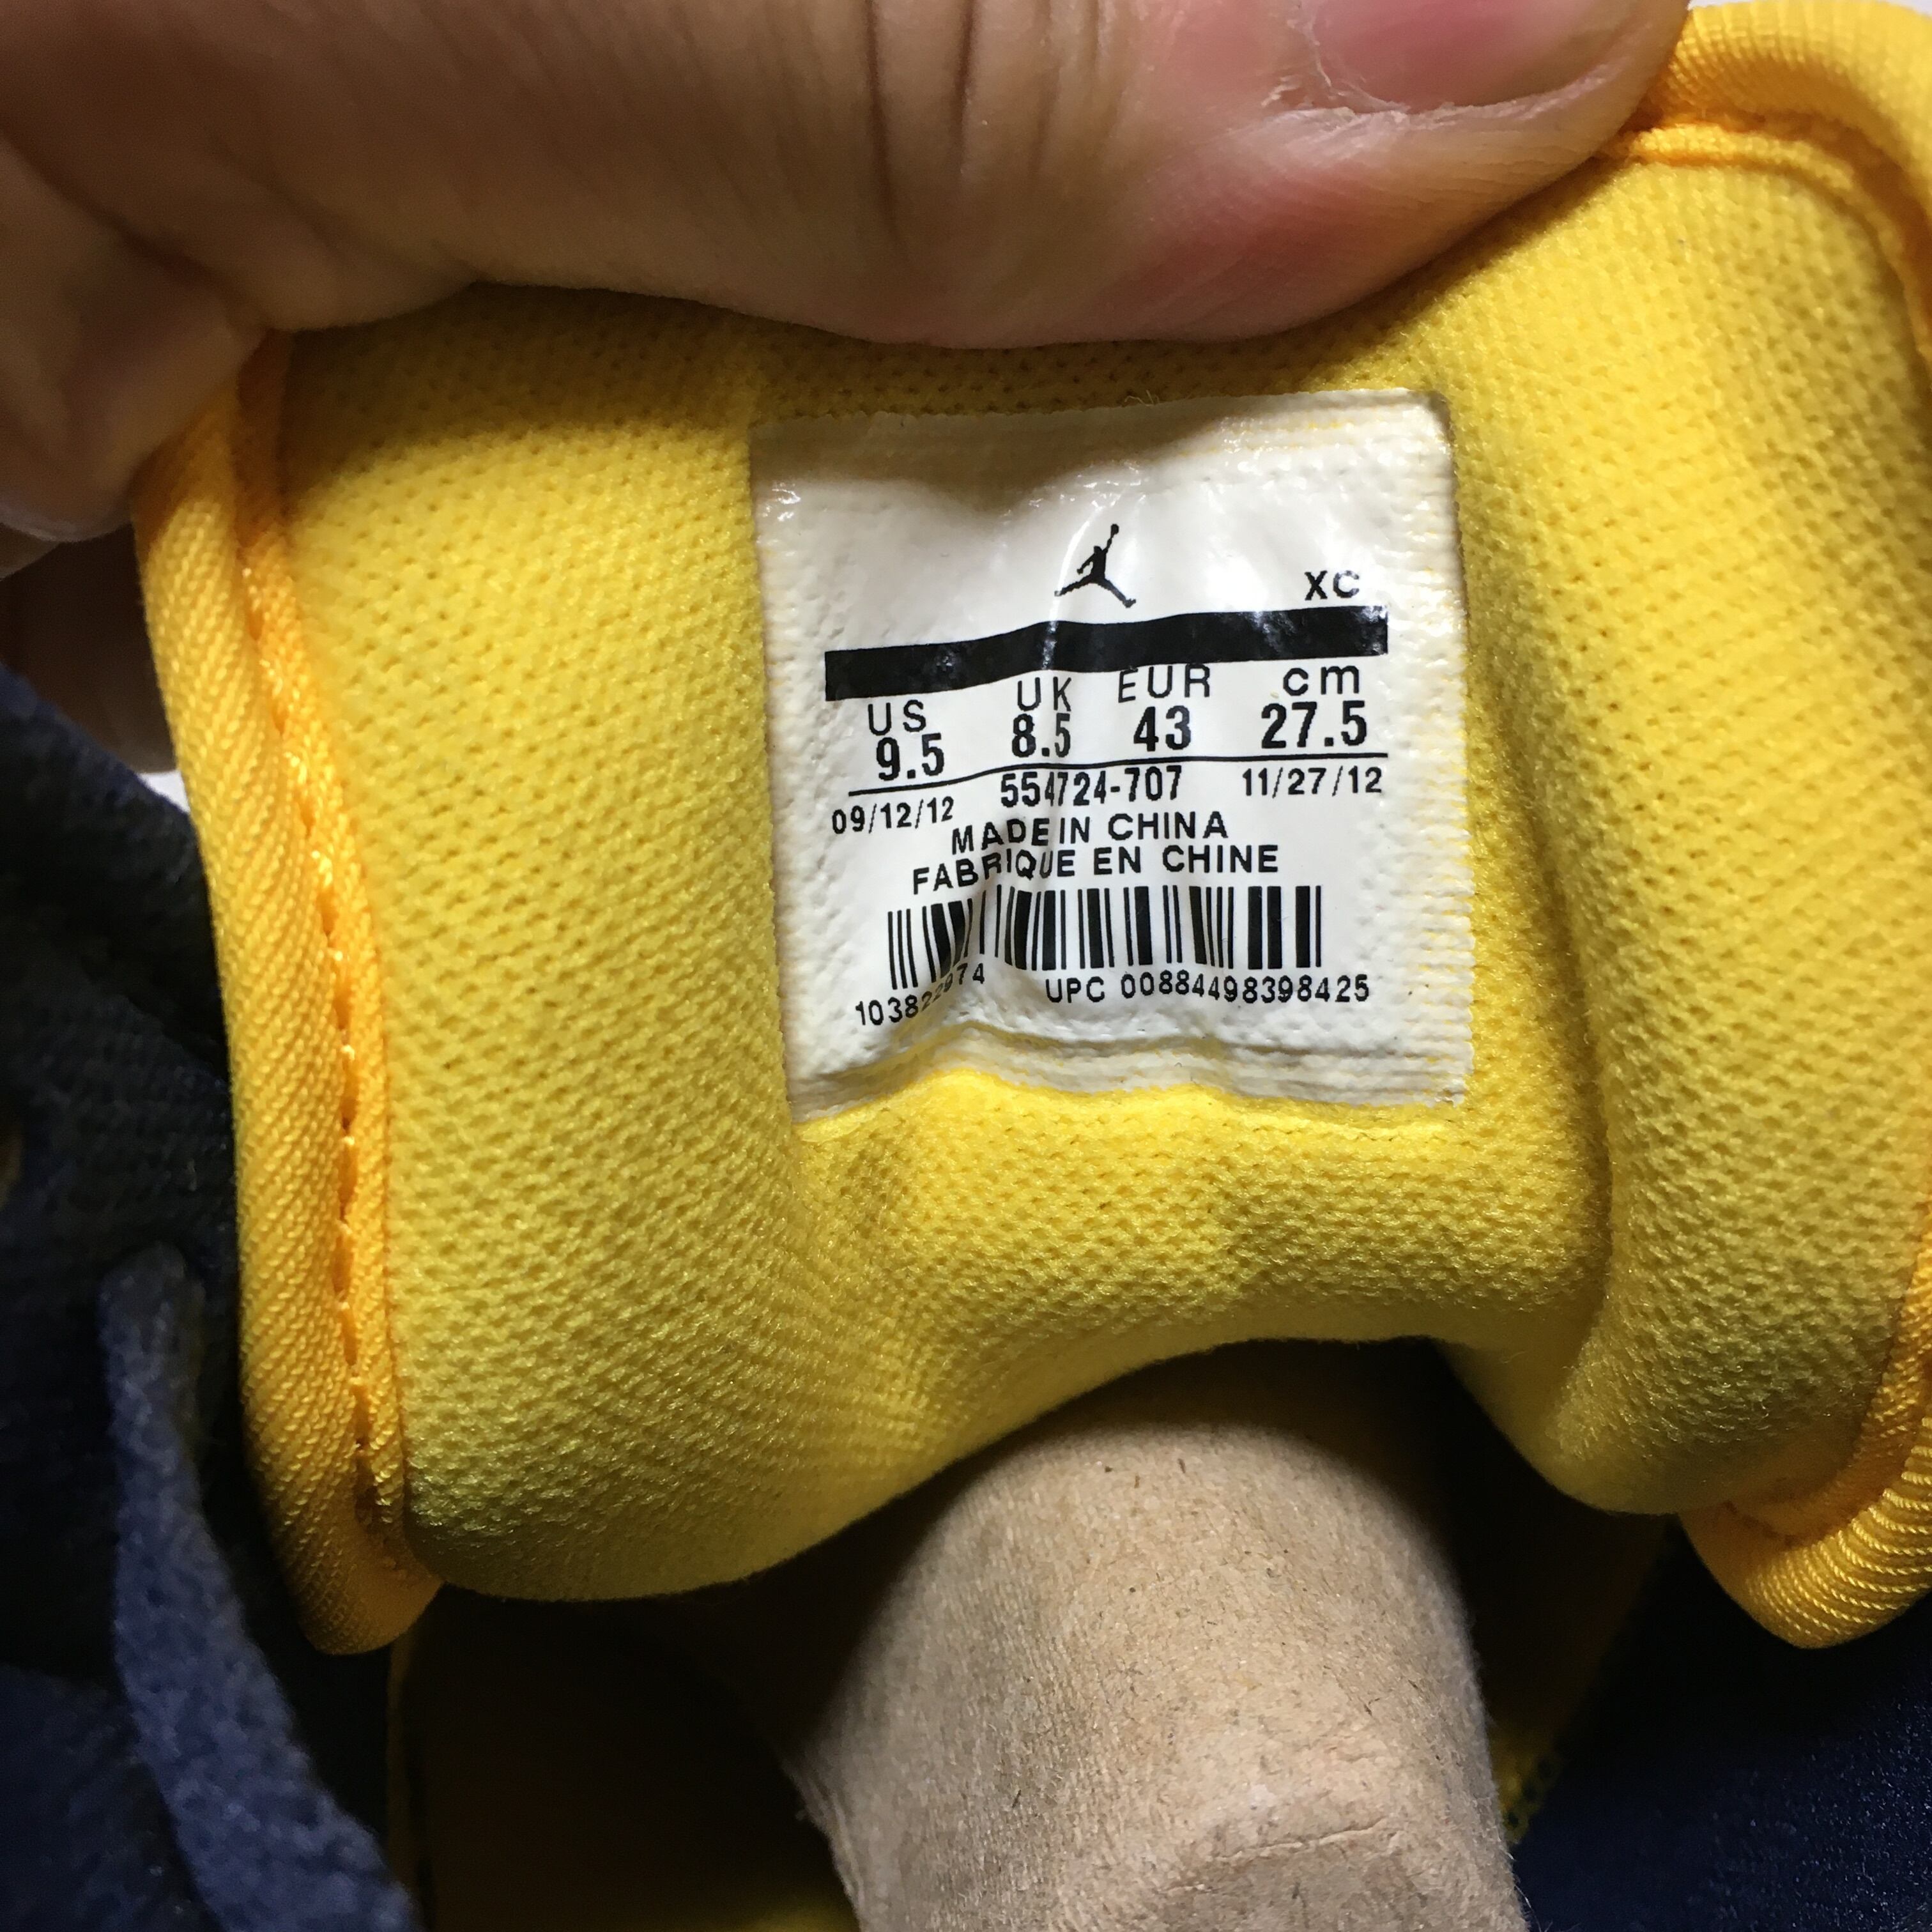 XC
US UK EUR cm
9.5 8.5 43 27.5
09/12/12 554724-707 11/27/12
MADE IN CHINA
FABRIQUE EN CHINE
UPC 00884498398425